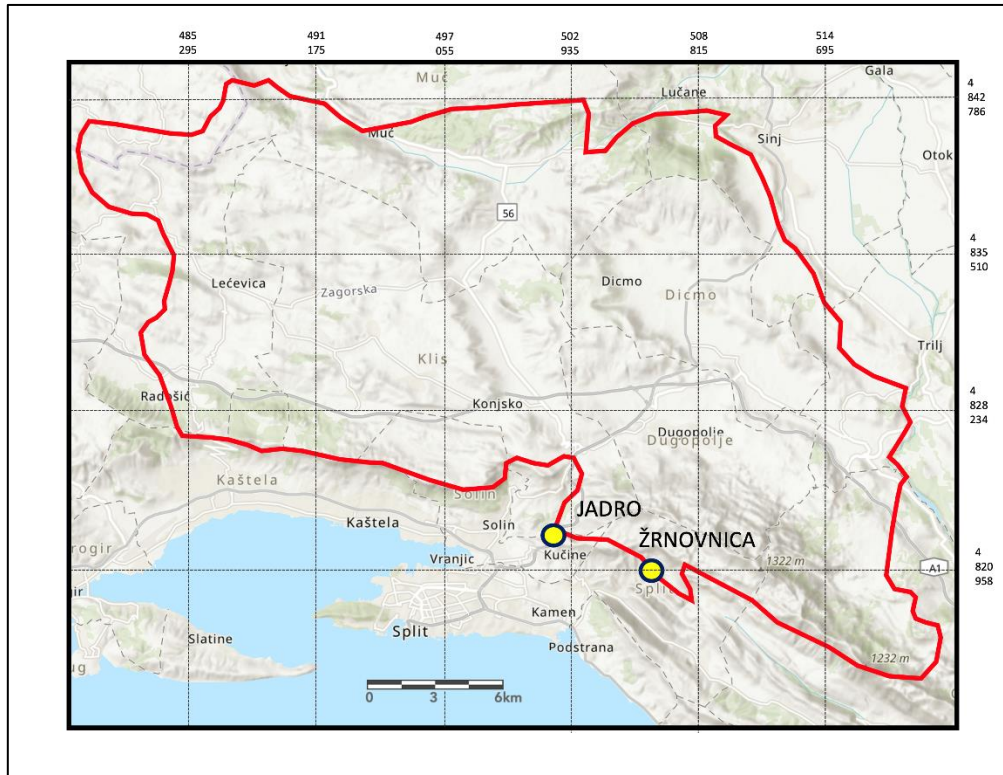 485
295
491
175
497
055
502
935
508
815
514
695
Muć
Gala
Lučane
4
842
786
Muć
Sinj
Otok
56
4
835
510
Lećevica
Zagorska
Dicmo
Dicmo
Trilj
Klis
Radošić
Konjsko
4
828
234
Dugopolje
Dugopolje
Kaštela
Solin
JADRO
Kaštela
Solin
ŽRNOVNICA
rogir
Kučine
Vranjic
1322 m
4
820
958
A1
gir
Split
Kamen
Slatine
Split
Podstrana
1232 m
ug
0 3 6km